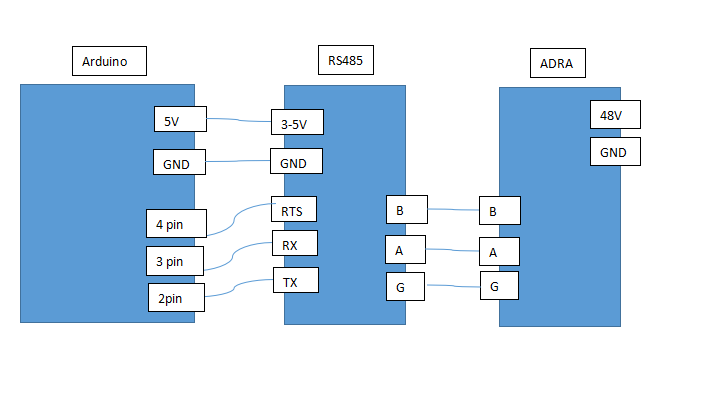 Arduino
RS485
ADRA
5V
GND
4 pin
3 pin
2pin
3-5V
GND
RTS
RX
TX
B
A
G
B
A
G
48V
GND